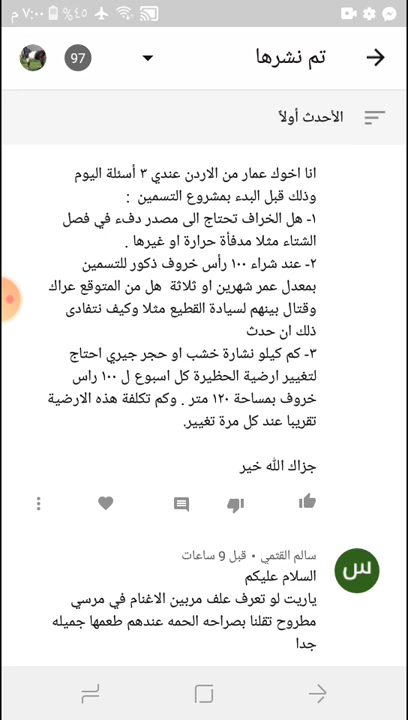 ٧:٠٠ م ٤٥%
تم نشرها
97
الأحدث أولاً
انا اخوك عمار من الاردن عندي ٣ أسئلة اليوم
وذلك قبل البدء بمشروع التسمين :
١- هل الخراف تحتاج الى مصدر دفء في فصل
الشتاء مثلا مدفأة حرارة او غيرها .
٢- عند شراء ١٠٠ رأس خروف ذكور للتسمين
بمعدل عمر شهرين او ثلاثة هل من المتوقع عراك
وقتال بينهم لسيادة القطيع مثلا وكيف نتفادى
ذلك ان حدث
٣- كم كيلو نشارة خشب او حجر جيري احتاج
لتغيير ارضية الحظيرة كل اسبوع ل ١٠٠ راس
خروف بمساحة ١٢٠ متر . وكم تكلفة هذه الارضية
تقريبا عند كل مرة تغيير.
جزاك الله خير
سالم القثمي • قبل 9 ساعات
س
السلام عليكم
ياريت لو تعرف علف مربين الاغنام في مرسي
مطروح تقلنا بصراحه الحمه عندهم طعمها جميله
جدا